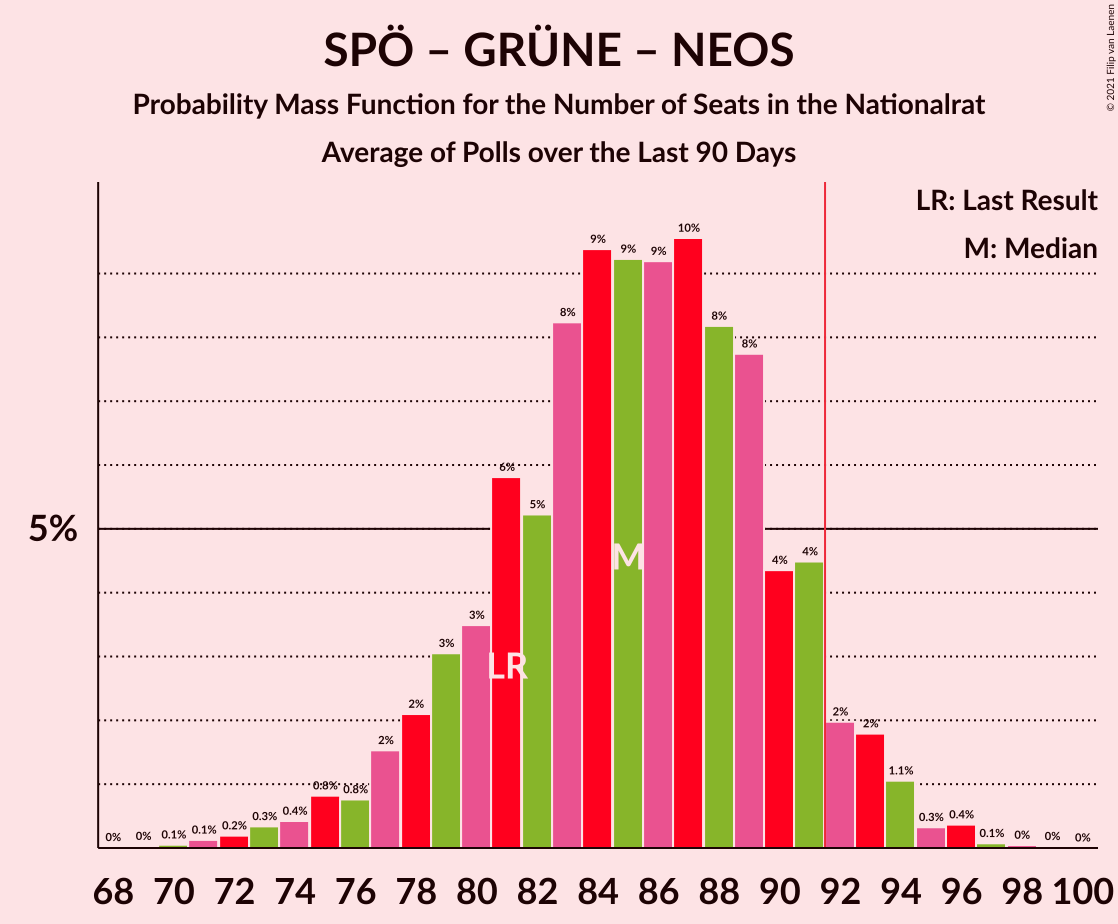 SPÖ – GRÜNE – NEOS
Probability Mass Function for the Number of Seats in the Nationalrat
Average of Polls over the Last 90 Days
© 2021 Filip van Laenen
LR: Last Result
M: Median
5%
0% 0% 0.1% 0.1% 0.2% 0.3% 0.4% 0.8% 0.8% 2% 2% 3% 3% 6% 5% 8% 9% 9% 9% 10% 8% 8% 4% 4% 2% 2% 1.1% 0.3% 0.4% 0.1% 0% 0% 0%
M
LR
68 70 72 74 76 78 80 82 84 86 88 90 92 94 96 98 100